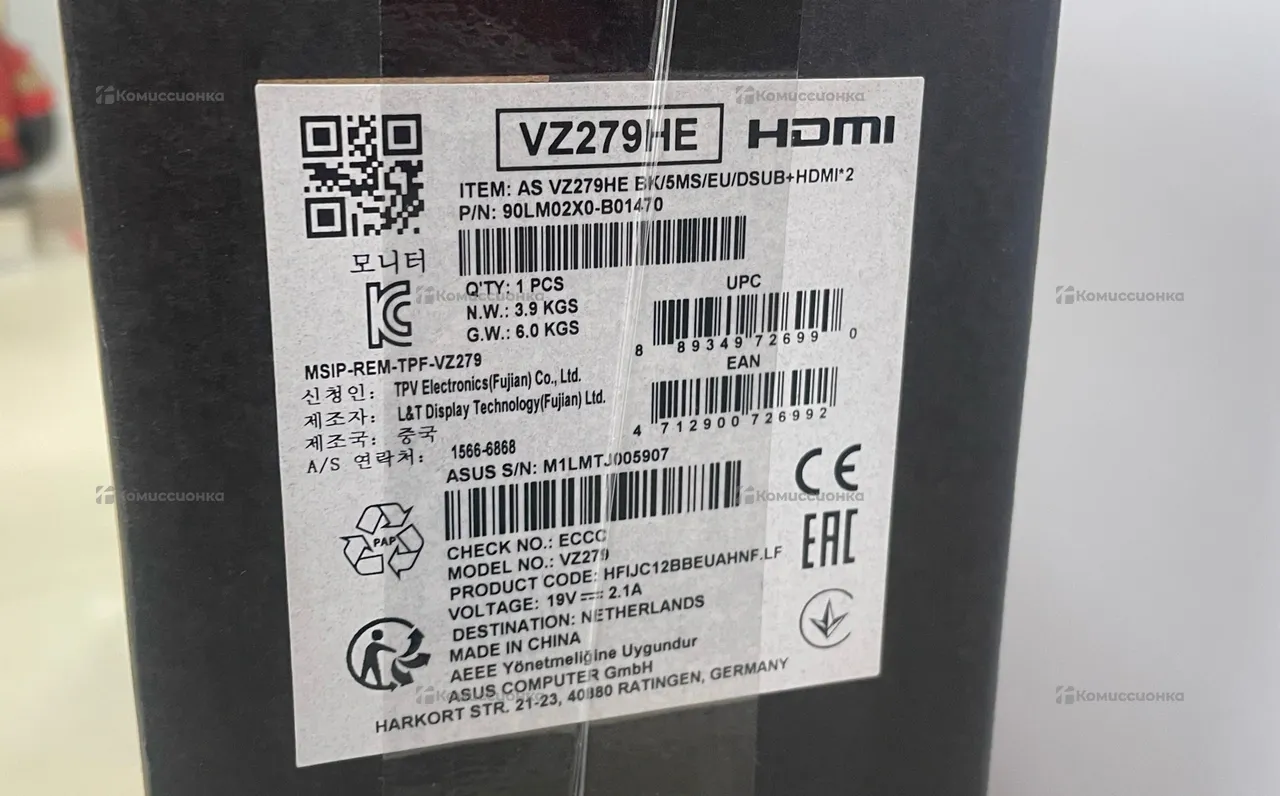 VZ279HE
HDMI
ITEM: AS VZ279HE BK/5MS/EU/DSUB+HDMI*2
P/N: 90LM02X0-B01470
모니터
Q'TY: 1 PCS
N.W.: 3.9 KGS
G.W.: 6.0 KGS
UPC
8 89349 72699 0
EAN
4 712900 726992
MSIP-REM-TPF-VZ279
신청인: TPV Electronics(Fujian) Co., Ltd.
제조자: L&T Display Technology(Fujian) Ltd.
제조국: 중국
A/S 연락처: 1566-6868
ASUS S/N: M1LMTJ005907
CE
EAC
PAP
CHECK NO.: ECCC
MODEL NO.: VZ279
PRODUCT CODE: HFIJC12BBEUAHNF.LF
VOLTAGE: 19V⎓ 2.1A
DESTINATION: NETHERLANDS
MADE IN CHINA
AEEE Yönetmeliğine Uygundur
ASUS COMPUTER GmbH
HARKORT STR. 21-23, 40880 RATINGEN, GERMANY
Комиссионка
Комиссионка
Комиссионка
Комиссионка
Комиссионка
Комиссионка
Комиссионка
Комиссионка